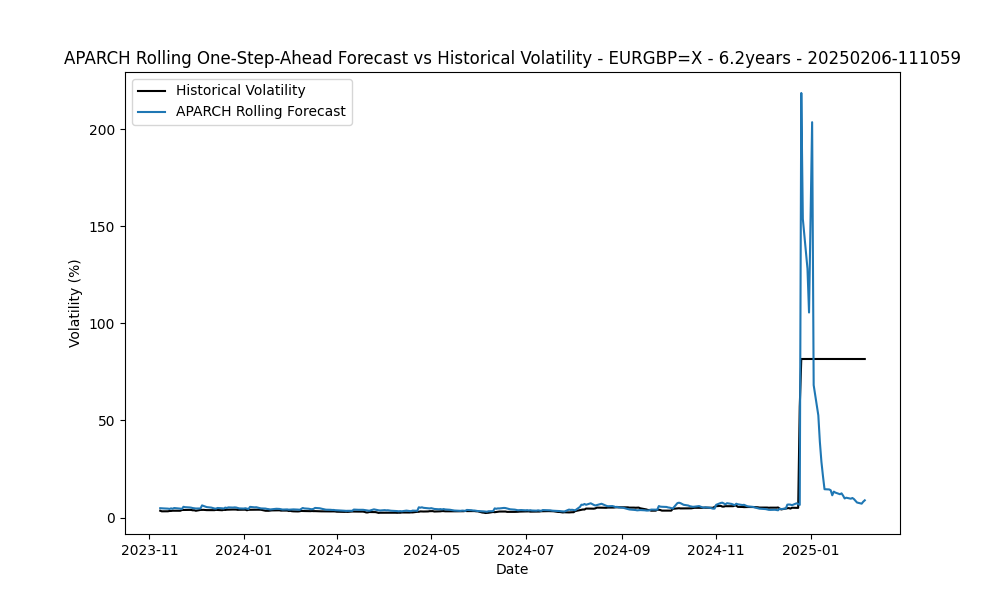 APARCH Rolling One-Step-Ahead Forecast vs Historical Volatility - EURGBP=X - 6.2years - 20250206-111059
Historical Volatility
APARCH Rolling Forecast
Volatility (%)
200
150
100
50
0
2023-11 2024-01 2024-03 2024-05 2024-07 2024-09 2024-11 2025-01
Date